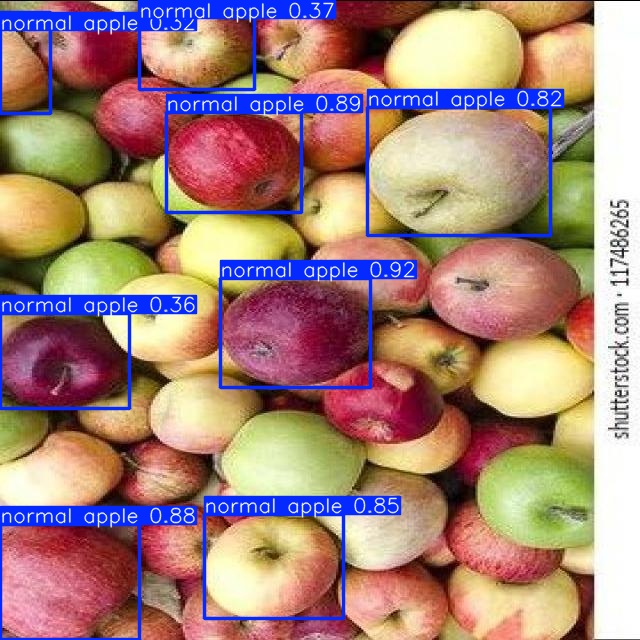 normal apple 0.37
normal apple 0.32
normal apple 0.89
normal apple 0.82
normal apple 0.92
normal apple 0.36
normal apple 0.88
normal apple 0.85
shutterstock.com · 117486265